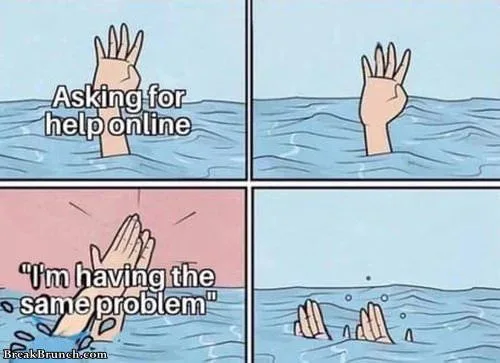 Asking for
help online
"I'm having the
same problem"
BreakBrunch.com